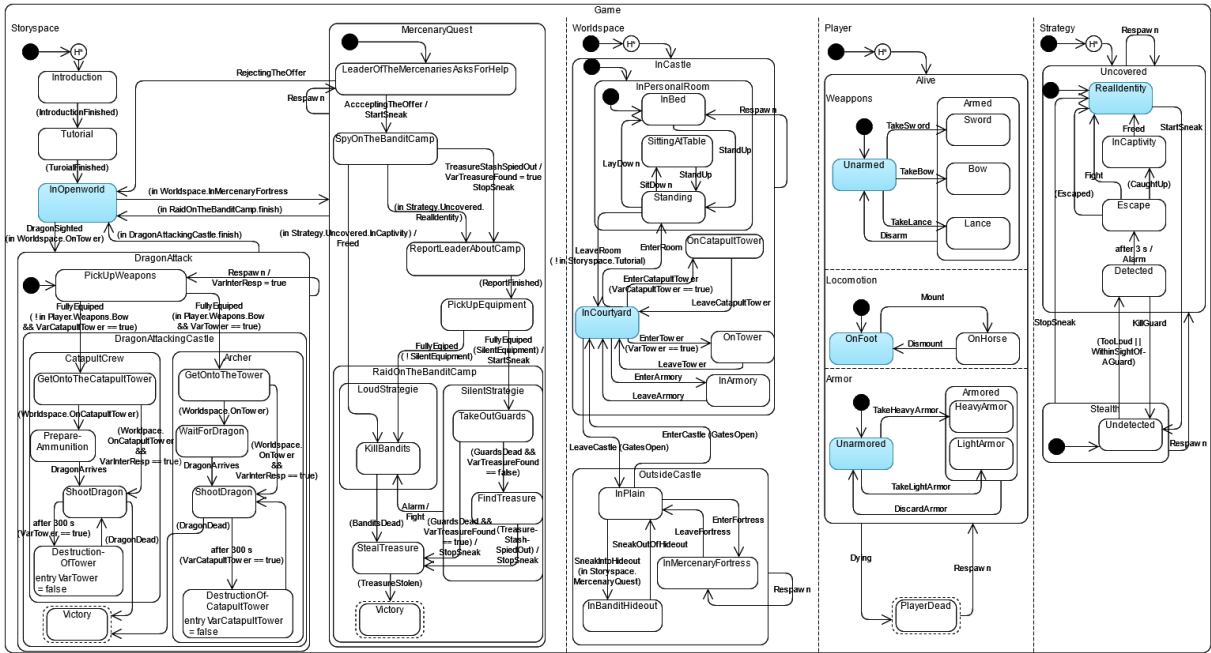 Game
Storyspace
H*
Introduction
(IntroductionFinished)
Tutorial
(TuroialFinished)
InOpenworld
DragonSighted
(in Worldspace.OnTower)
RejectingTheOffer
(in Worldspace.InMercenaryFortress
(in RaidOnTheBanditCamp.finish)
(in DragonAttackingCastle.finish)
DragonAttack
PickUpWeapons
Respawn /
VarInterResp = true
FullyEquiped
( ! in Player.Weapons.Bow
&& VarCatapultTower == true)
FullyEquiped
(in Player.Weapons.Bow
&& VarTower == true)
DragonAttackingCastle
CatapultCrew
GetOntoTheCatapultTower
(Worldspace.OnCatapultTower)
Prepare-
Ammunition
DragonArrives
(Worldspace.
OnCatapultTower
&&
VarInterResp == true)
ShootDragon
after 300 s
(VarTower == true)
(DragonDead)
Destruction-
OfTower
entry VarTower
= false
Victory
Archer
GetOntoTheTower
(Worldspace.OnTower)
WaitForDragon
DragonArrives
(Worldspace.
OnTower
&&
VarInterResp == true)
ShootDragon
(DragonDead)
after 300 s
(VarCatapultTower == true)
DestructionOf-
CatapultTower
entry VarCatapultTower
= false
MercenaryQuest
LeaderOfTheMercenariesAsksForHelp
Respawn
AccceptingTheOffer /
StartSneak
SpyOnTheBanditCamp
TreasureStashSpiedOut /
VarTreasureFound = true
StopSneak
(in Strategy.Uncovered.
RealIdentity)
(in Strategy.Uncovered.InCaptivity) /
Freed
ReportLeaderAboutCamp
(ReportFinished)
PickUpEquipment
FullyEqiped
( ! SilentEquipment)
FullyEquiped
(SilentEquipment) /
StartSneak
RaidOnTheBanditCamp
LoudStrategie
KillBandits
SilentStrategie
TakeOutGuards
(GuardsDead &&
VarTreasureFound
== false)
FindTreasure
Alarm /
Fight
(BanditsDead)
(GuardsDead &&
VarTreasureFound
== true) /
StopSneak
(Treasure-
Stash-
SpiedOut) /
StopSneak
StealTreasure
(TreasureStolen)
Victory
Worldspace
H*
InCastle
InPersonalRoom
InBed
Respawn
SittingAtTable
StandUp
LayDown
StandUp
SitDown
Standing
LeaveRoom
( ! in Storyspace.Tutorial)
EnterRoom
OnCatapultTower
EnterCatapultTower
(VarCatapultTower == true)
LeaveCatapultTower
InCourtyard
EnterTower
(VarTower == true)
OnTower
LeaveTower
EnterArmory
InArmory
LeaveArmory
EnterCastle (GatesOpen)
LeaveCastle (GatesOpen)
OutsideCastle
InPlain
EnterFortress
LeaveFortress
SneakOutOfHideout
SneakIntoHideout
(in Storyspace.
MercenaryQuest)
InMercenaryFortress
Respawn
InBanditHideout
Player
H*
Alive
Weappons
Armed
TakeSword
Sword
Unarmed
TakeBow
Bow
TakeLance
Lance
Disarm
Locomotion
Mount
OnFoot
Dismount
OnHorse
Armor
Armored
TakeHeavyArmor
HeavyArmor
Unarmored
LightArmor
TakeLightArmor
DiscardArmor
Dying
Respawn
PlayerDead
Strategy
H*
Respawn
Uncovered
RealIdentity
Freed
StartSneak
InCaptivity
Fight
(Escaped)
(CaughtUp)
Escape
after 3 s /
Alarm
Detected
StopSneak
KillGuard
(TooLoud ||
WithinSightOf-
AGuard)
Stealth
Undetected
Respawn